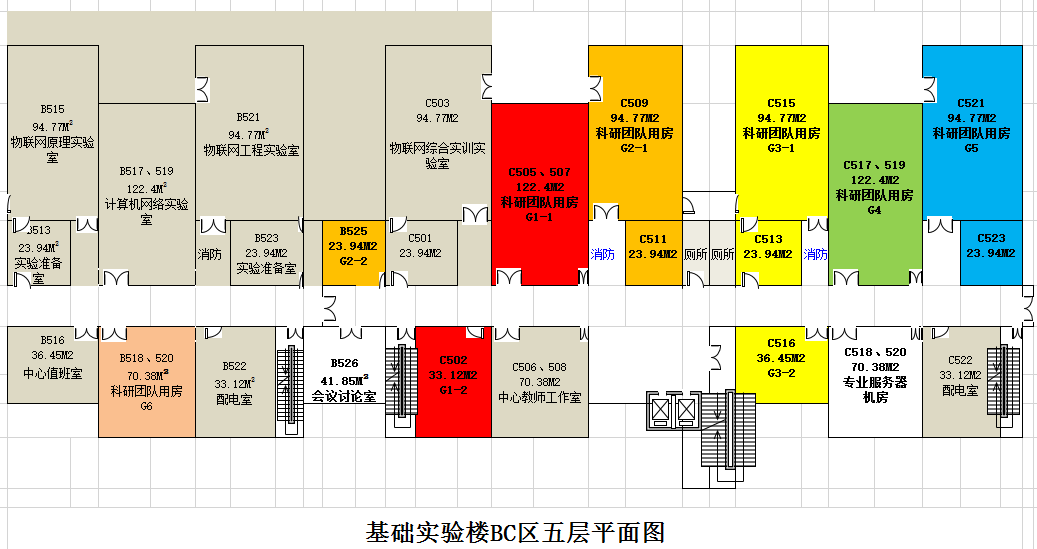 B515
94.77M²
物联网原理实验
室
B517、519
122.4㎡
计算机网络实验
室
B521
94.77㎡
物联网工程实验室
C503
94.77M2
物联网综合实训实
验室
C505、507
122.4M2
科研团队用房
G1-1
C509
94.77M2
科研团队用房
G2-1
C515
94.77M2
科研团队用房
G3-1
C517、519
122.4M2
科研团队用房
G4
C521
94.77M2
科研团队用房
G5
B513
23.94㎡
实验准备
室
消防
B523
23.94M2
实验准备室
B525
23.94M2
G2-2
C501
23.94M2
消防
C511
23.94M2
厕所
厕所
C513
23.94M2
消防
C523
23.94M2
B516
36.45M2
中心值班室
B518、520
70.38㎡
科研团队用房
G6
B522
33.12㎡
配电室
B526
41.85㎡
会议讨论室
C502
33.12M2
G1-2
C506、508
70.38M2
中心教师工作室
C516
36.45M2
G3-2
C518、520
70.38M2
专业服务器
机房
C522
33.12M2
配电室
基础实验楼BC区五层平面图